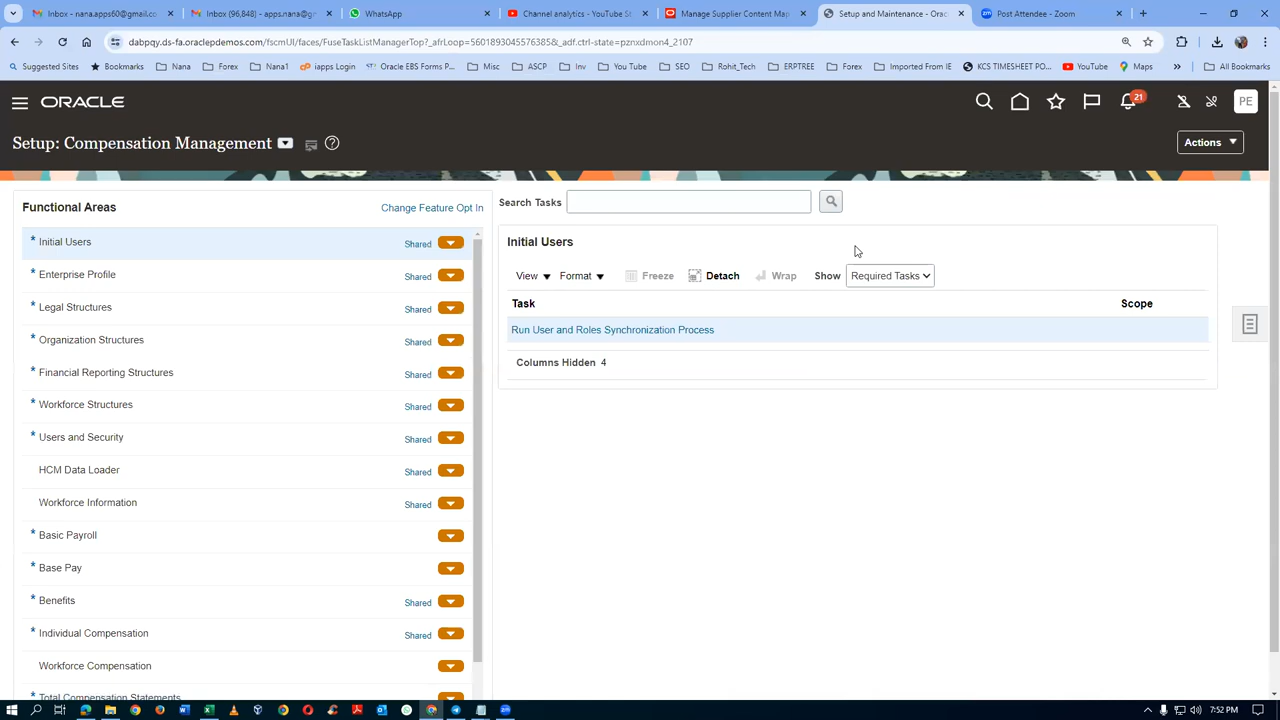 nana.apps60@gmail.co
Inbox (96,848) - apps.nana@gr
WhatsApp
Channel analytics - YouTube St
Manage Supplier Content Map
Setup and Maintenance - Orac
Post Attendee - Zoom
dabpqy.ds-fa.oraclepdemos.com/fscmUI/faces/FuseTaskListManagerTop?_afrLoop=56018930455763858&_adf.ctrl-state=pznxdmon4_2107
Suggested Sites
Bookmarks
Nana
Forex
Nana1
iapps Login
Oracle EBS Forms P...
Misc
ASCP
Inv
You Tube
SEO
Rohit_Tech
ERPTREE
Forex
Imported From IE
KCS TIMESHEET PO...
YouTube
Maps
»
All Bookmarks
ORACLE
21
PE
Setup: Compensation Management
Actions
Functional Areas
Change Feature Opt In
Search Tasks
* Initial Users Shared
* Enterprise Profile Shared
* Legal Structures Shared
* Organization Structures Shared
* Financial Reporting Structures Shared
* Workforce Structures Shared
* Users and Security Shared
HCM Data Loader Shared
Workforce Information Shared
* Basic Payroll
* Base Pay
* Benefits Shared
* Individual Compensation Shared
Workforce Compensation
* Total Compensation Statements
Initial Users
View
Format
Freeze
Detach
Wrap
Show
Required Tasks
Task
Scope
Run User and Roles Synchronization Process
Columns Hidden 4
7:52 PM